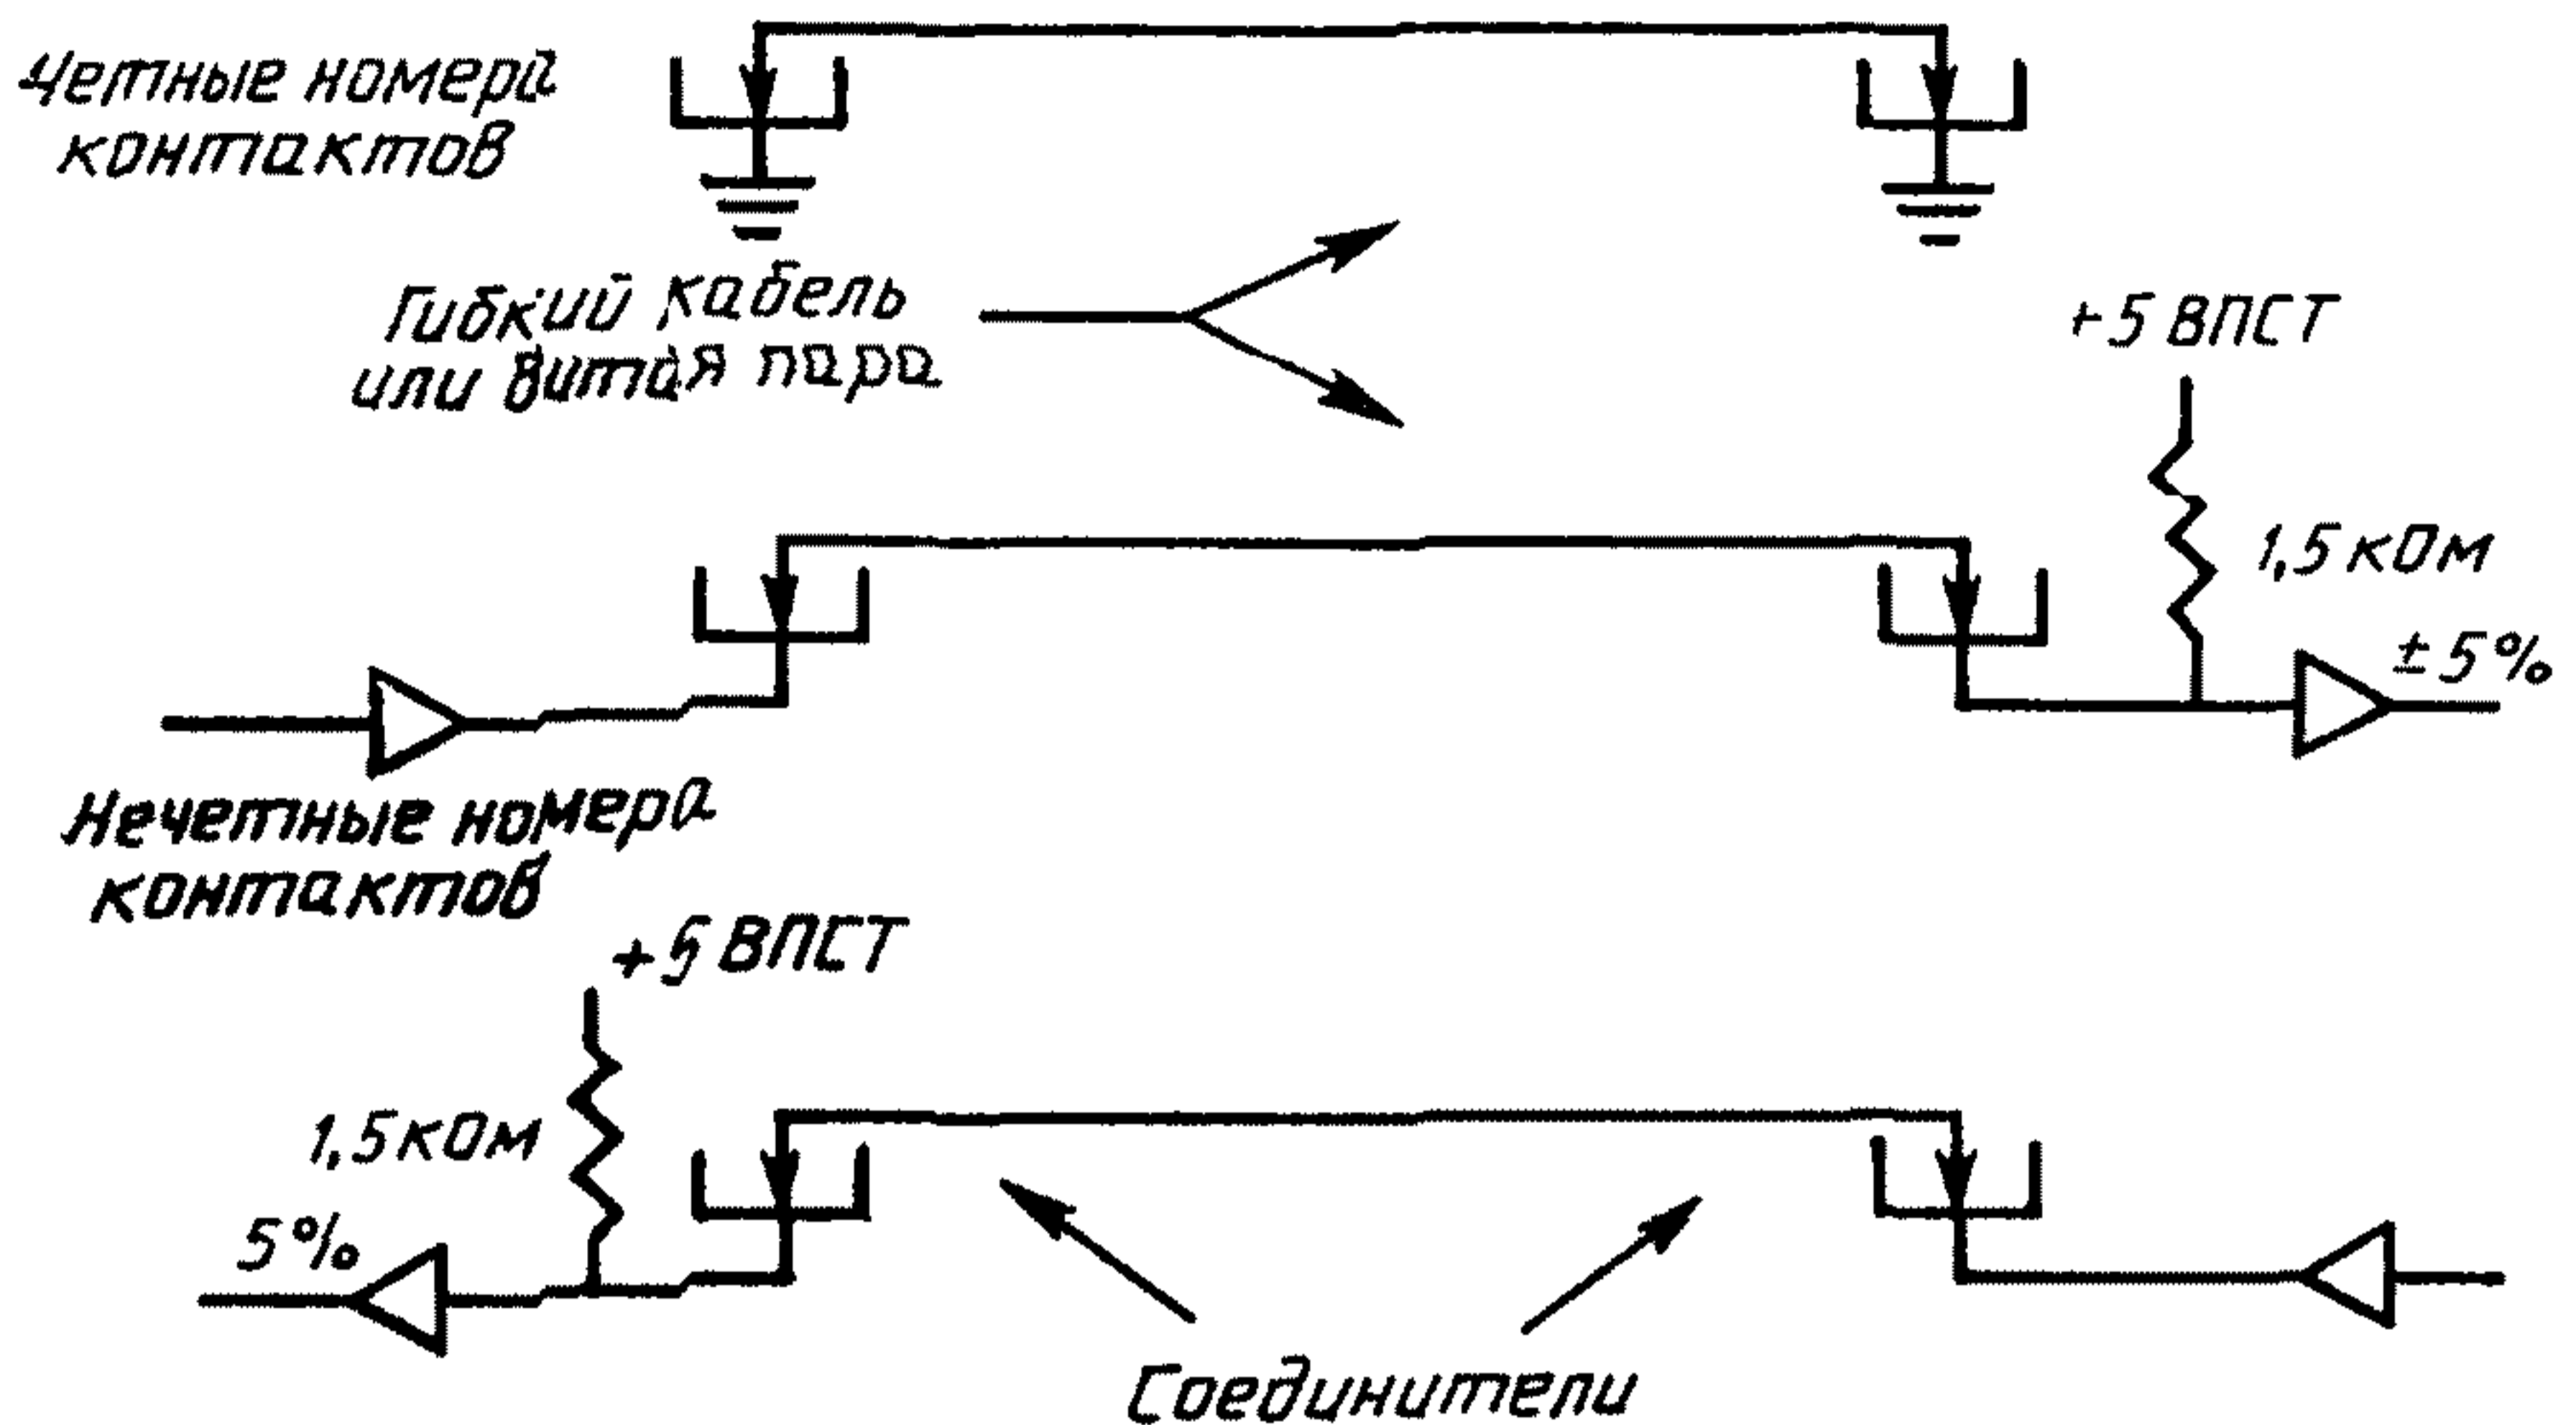 Четные номера
контактов
Гибкий кабель
или витая пара
+5 ВПСТ
1,5 кОм
±5%
Нечетные номера
контактов
+5 ВПСТ
1,5 кОм
5%
Соединители